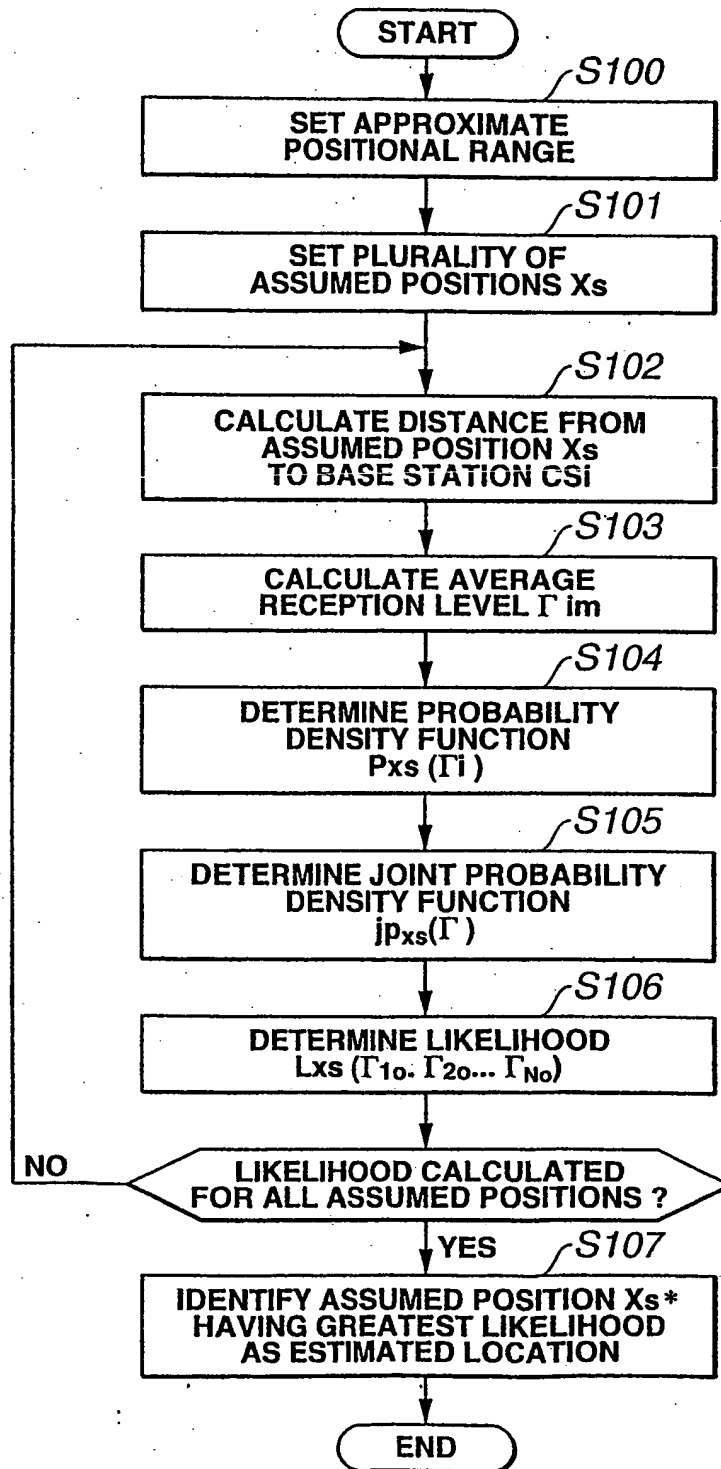 START
S100
SET APPROXIMATE
POSITIONAL RANGE
S101
SET PLURALITY OF
ASSUMED POSITIONS Xs
S102
CALCULATE DISTANCE FROM
ASSUMED POSITION Xs
TO BASE STATION CSi
S103
CALCULATE AVERAGE
RECEPTION LEVEL Γ im
S104
DETERMINE PROBABILITY
DENSITY FUNCTION
Pxs (Γi )
S105
DETERMINE JOINT PROBABILITY
DENSITY FUNCTION
jpxs(Γ )
S106
DETERMINE LIKELIHOOD
Lxs (Γ1o. Γ2o... ΓNo)
NO
LIKELIHOOD CALCULATED
FOR ALL ASSUMED POSITIONS ?
YES
S107
IDENTIFY ASSUMED POSITION Xs*
HAVING GREATEST LIKELIHOOD
AS ESTIMATED LOCATION
END